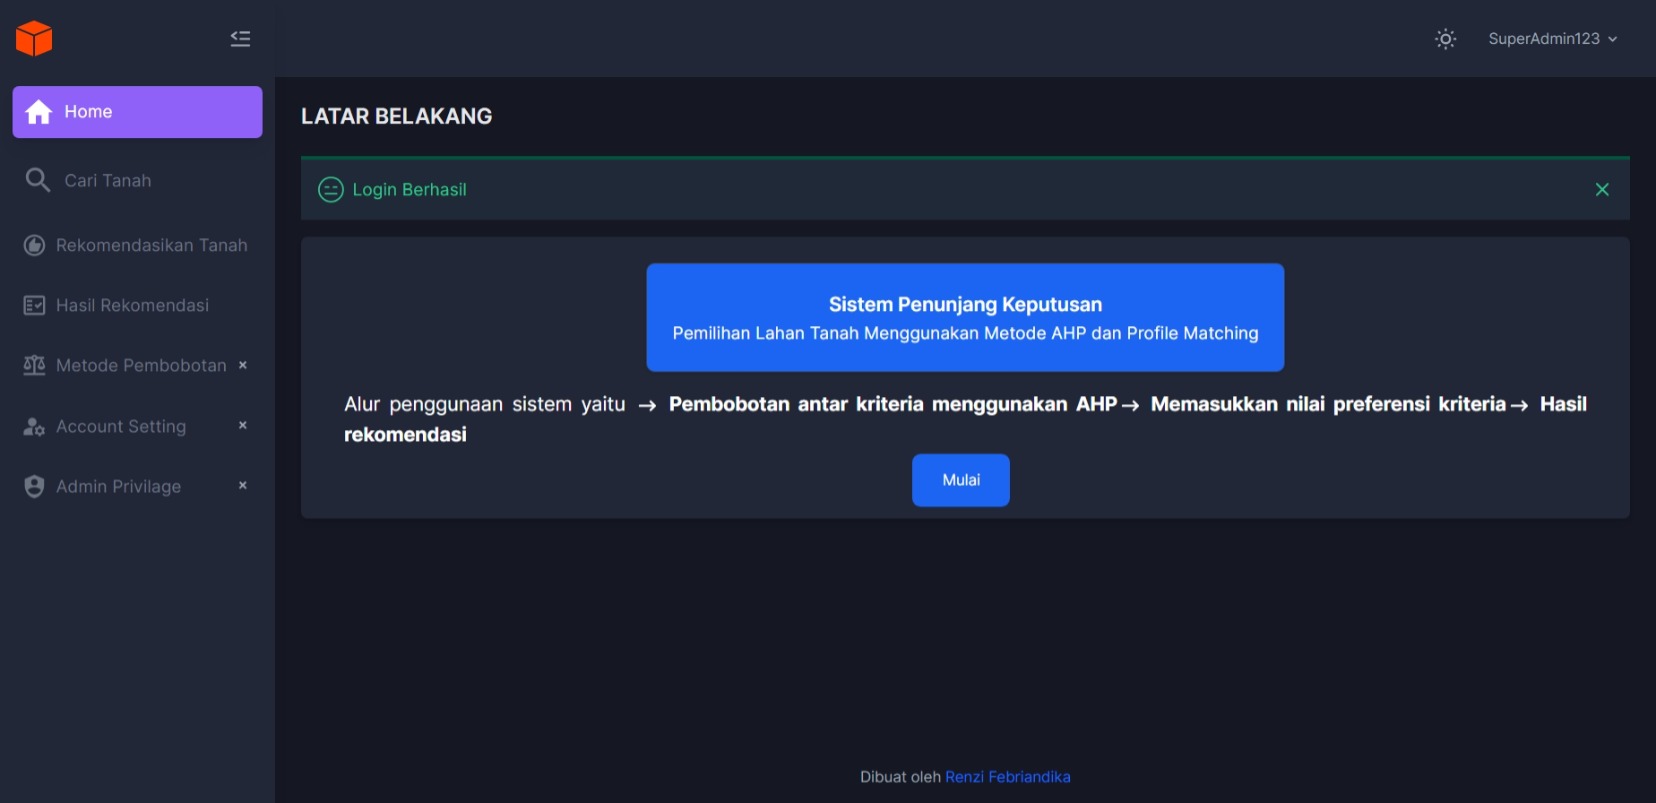 SuperAdmin123
Home
Cari Tanah
Rekomendasikan Tanah
Hasil Rekomendasi
Metode Pembobotan
Account Setting
Admin Privilage
LATAR BELAKANG
Login Berhasil
Sistem Penunjang Keputusan
Pemilihan Lahan Tanah Menggunakan Metode AHP dan Profile Matching
Alur penggunaan sistem yaitu → Pembobotan antar kriteria menggunakan AHP→ Memasukkan nilai preferensi kriteria→ Hasil
rekomendasi
Mulai
Dibuat oleh Renzi Febriandika